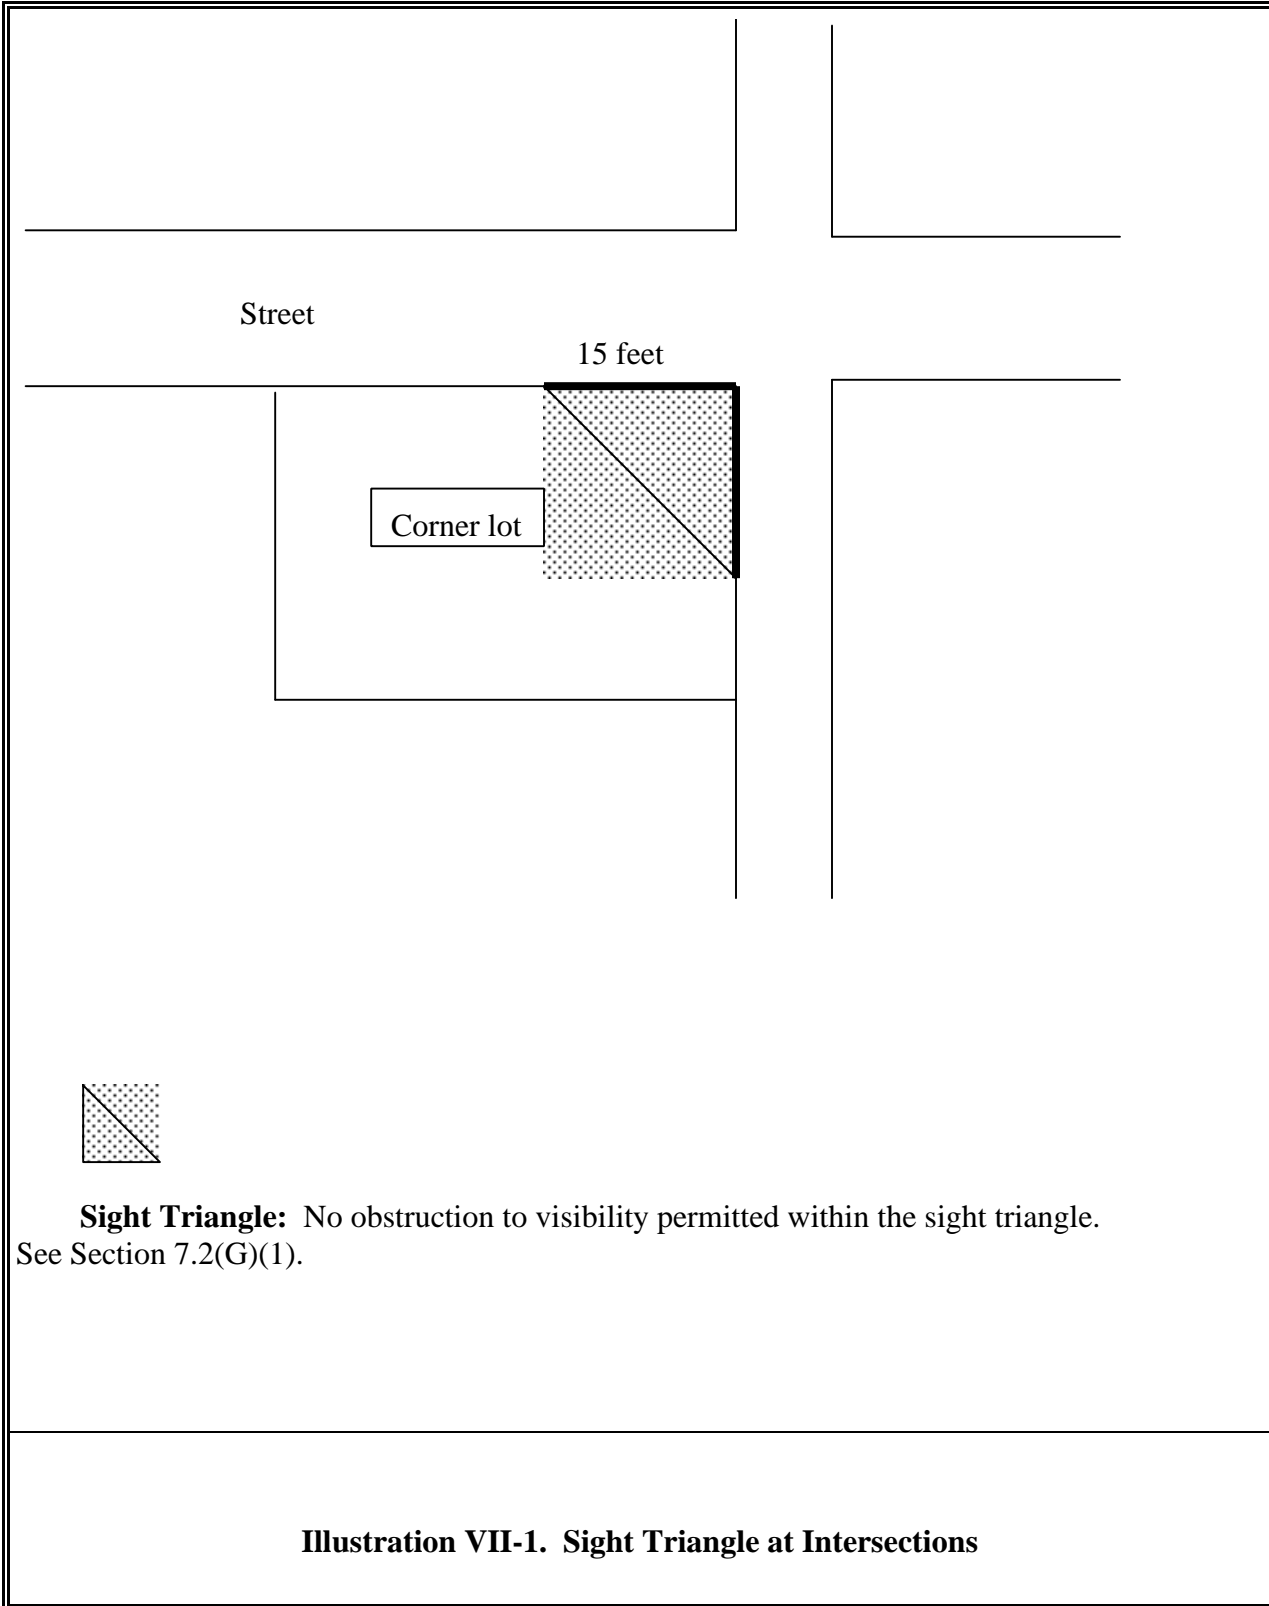 Street
15 feet
Corner lot
Sight Triangle: No obstruction to visibility permitted within the sight triangle.
See Section 7.2(G)(1).
Illustration VII-1. Sight Triangle at Intersections